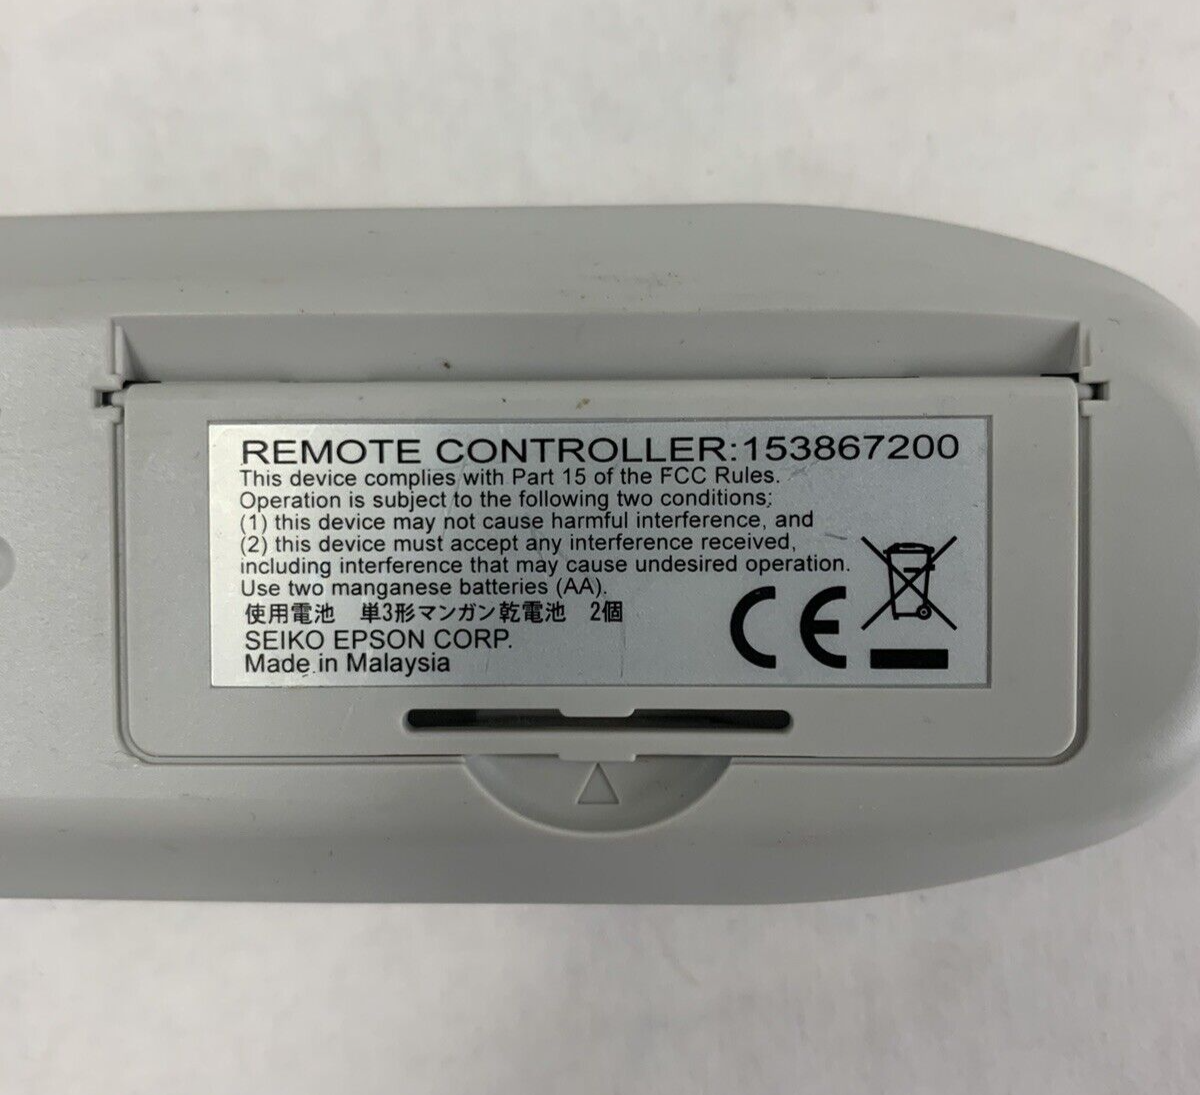 REMOTE CONTROLLER:153867200
This device complies with Part 15 of the FCC Rules.
Operation is subject to the following two conditions;
(1) this device may not cause harmful interference, and
(2) this device must accept any interference received,
including interference that may cause undesired operation.
Use two manganese batteries (AA).
使用電池 単3形マンガン乾電池 2個
SEIKO EPSON CORP.
Made in Malaysia
CE